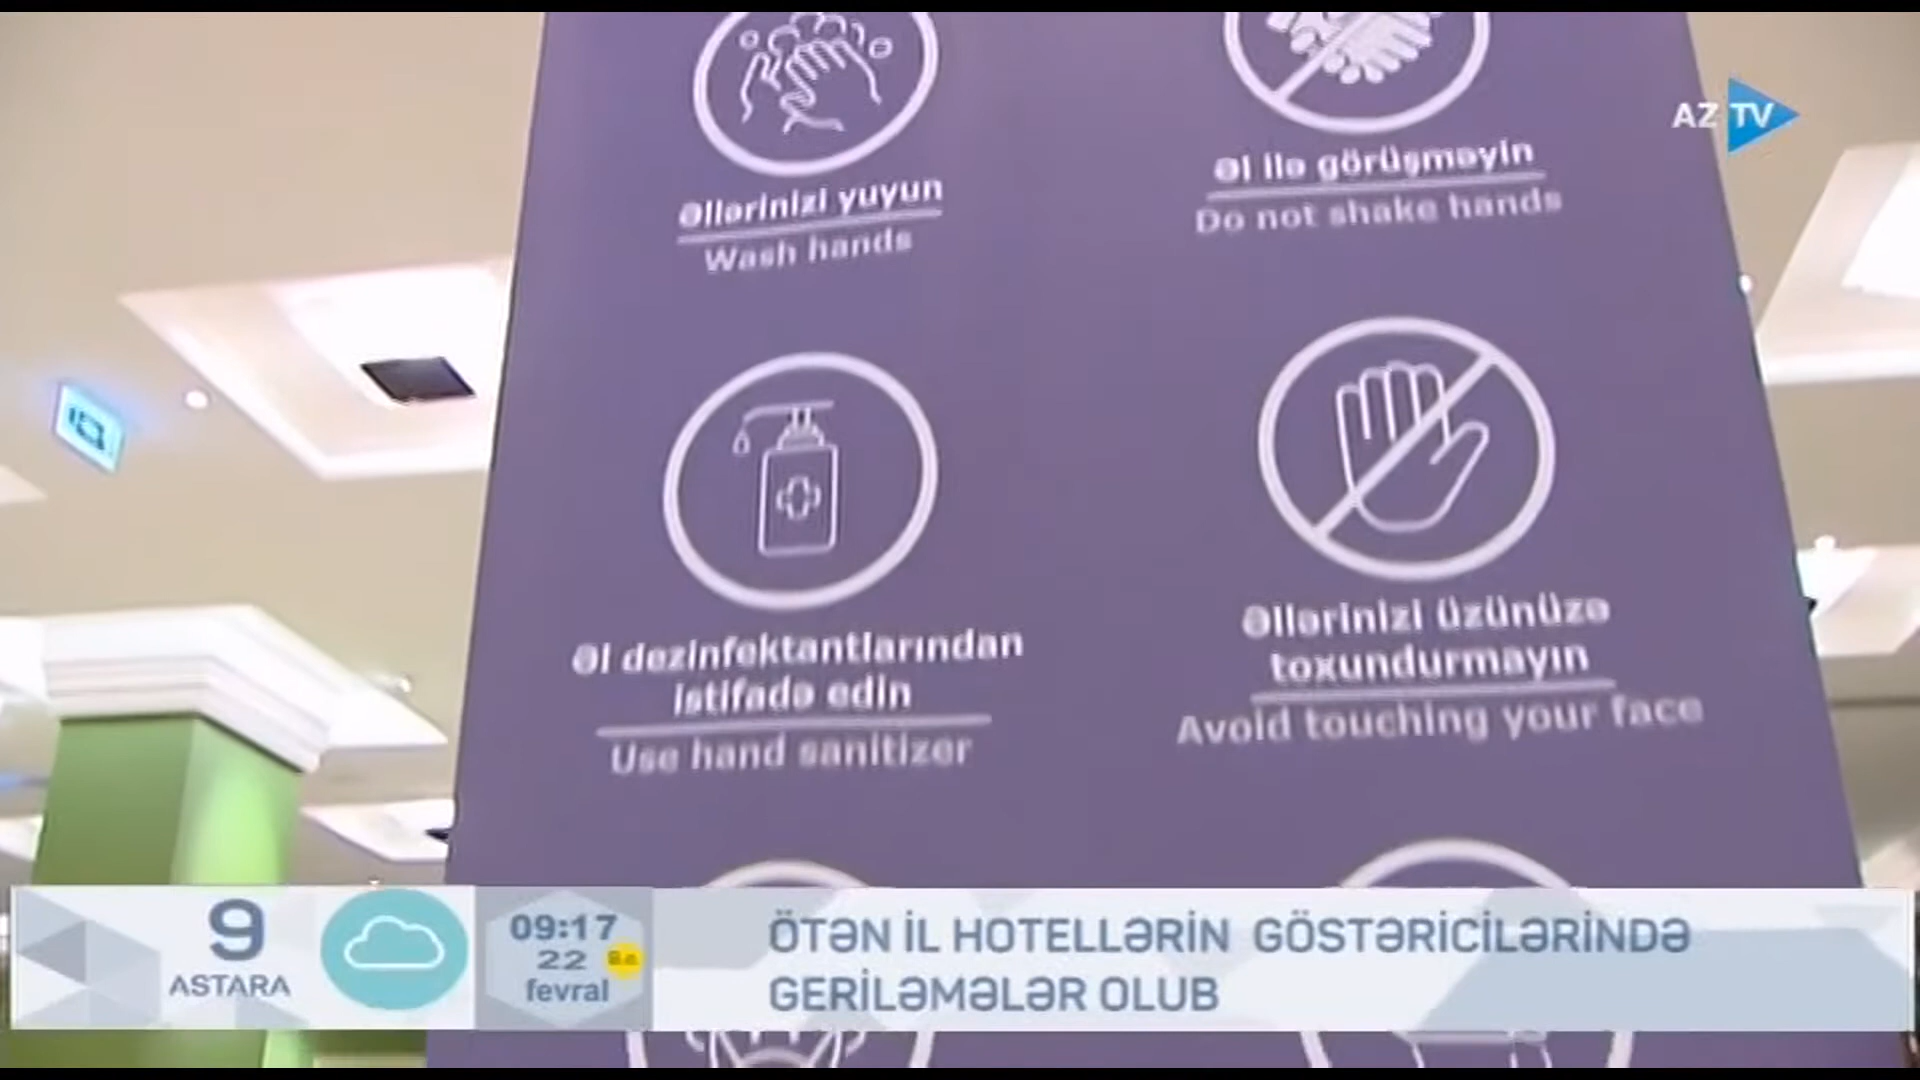 AZ TV
Əllərinizi yuyun
Wash hands
Əl ilə görüşməyin
Do not shake hands
Əl dezinfektantlarından
istifadə edin
Use hand sanitizer
Əllərinizi üzünüzə
toxundurmayın
Avoid touching your face
9
ASTARA
09:17
22
B.e.
fevral
ÖTƏN İL HOTELLƏRİN GÖSTƏRİCİLƏRİNDƏ
GERİLƏMƏLƏR OLUB